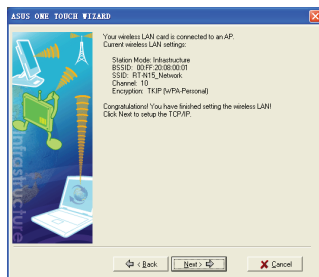 ASUS ONE TOUCH WIZARD
Your wireless LAN card is connected to an AP.
Current wireless LAN settings:
Station Mode: Infrastructure
BSSID: 00:FF:20:08:00:01
SSID: RT-N15_Network
Channel: 10
Encryption: TKIP (WPA-Personal)
Congratulations! You have finished setting the wireless LAN!
Click Next to setup the TCP/IP.
Infrastructure
< Back
Next >
Cancel